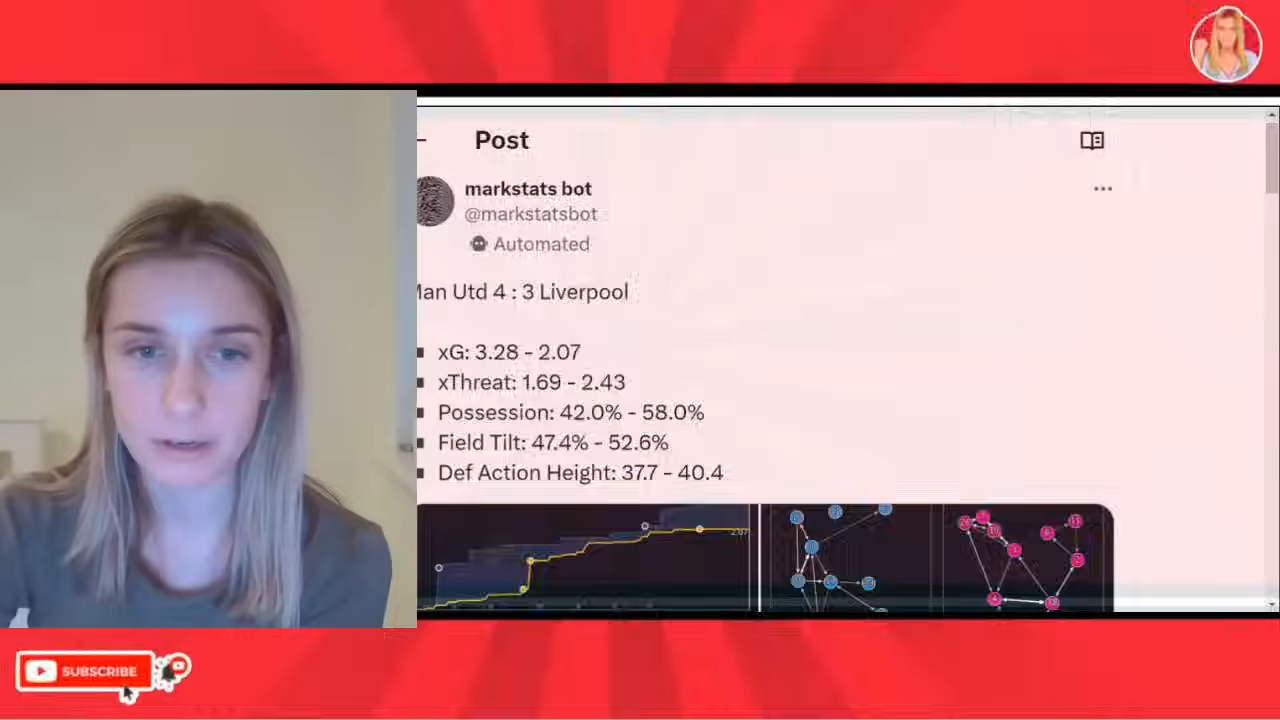 Post
markstats bot
@markstatsbot
Automated
Man Utd 4 : 3 Liverpool
xG: 3.28 - 2.07
xThreat: 1.69 - 2.43
Possession: 42.0% - 58.0%
Field Tilt: 47.4% - 52.6%
Def Action Height: 37.7 - 40.4
2.07
SUBSCRIBE